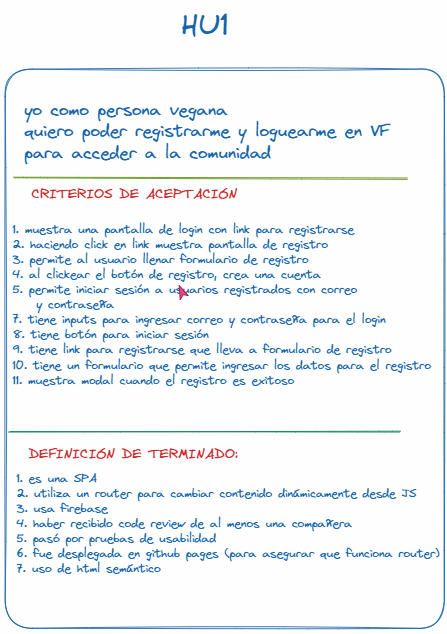 HU1
yo como persona vegana
quiero poder registrarme y loguearme en VF
para acceder a la comunidad
CRITERIOS DE ACEPTACIÓN
1. muestra una pantalla de login con link para registrarse
2. haciendo click en link muestra pantalla de registro
3. permite al usuario llenar formulario de registro
4. al clickear el botón de registro, crea una cuenta
5. permite iniciar sesión a usuarios registrados con correo
y contraseña
7. tiene inputs para ingresar correo y contraseña para el login
8. tiene botón para iniciar sesión
9. tiene link para registrarse que lleva a formulario de registro
10. tiene un formulario que permite ingresar los datos para el registro
11. muestra modal cuando el registro es exitoso
DEFINICIÓN DE TERMINADO:
1. es una SPA
2. utiliza un router para cambiar contenido dinámicamente desde JS
3. usa firebase
4. haber recibido code review de al menos una compañera
5. pasó por pruebas de usabilidad
6. fue desplegada en github pages (para asegurar que funciona router)
7. uso de html semántico